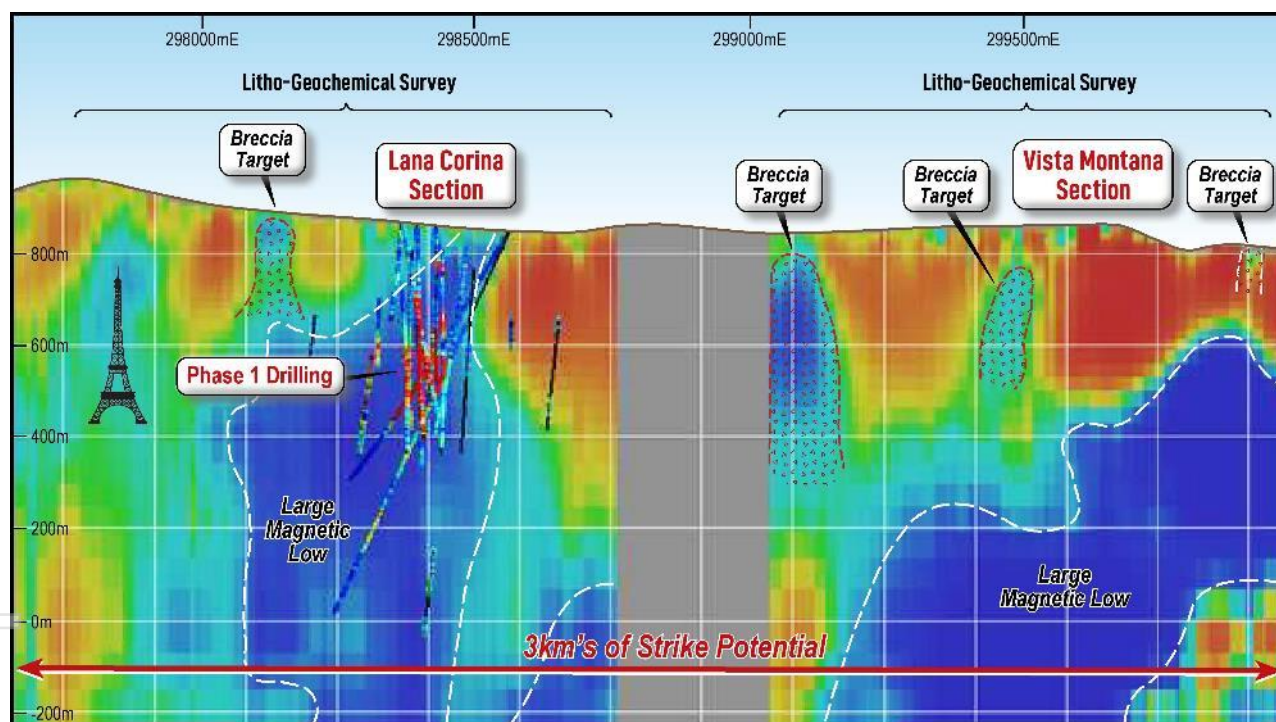 298000mE
298500mE
299000mE
299500mE
Litho-Geochemical Survey
Litho-Geochemical Survey
Breccia
Target
Lana Corina
Section
Breccia
Target
Breccia
Target
Vista Montana
Section
Breccia
Target
800m
600m
Phase 1 Drilling
400m
Large
Magnetic
Low
200m
Large
Magnetic Low
0m
3km's of Strike Potential
-200m